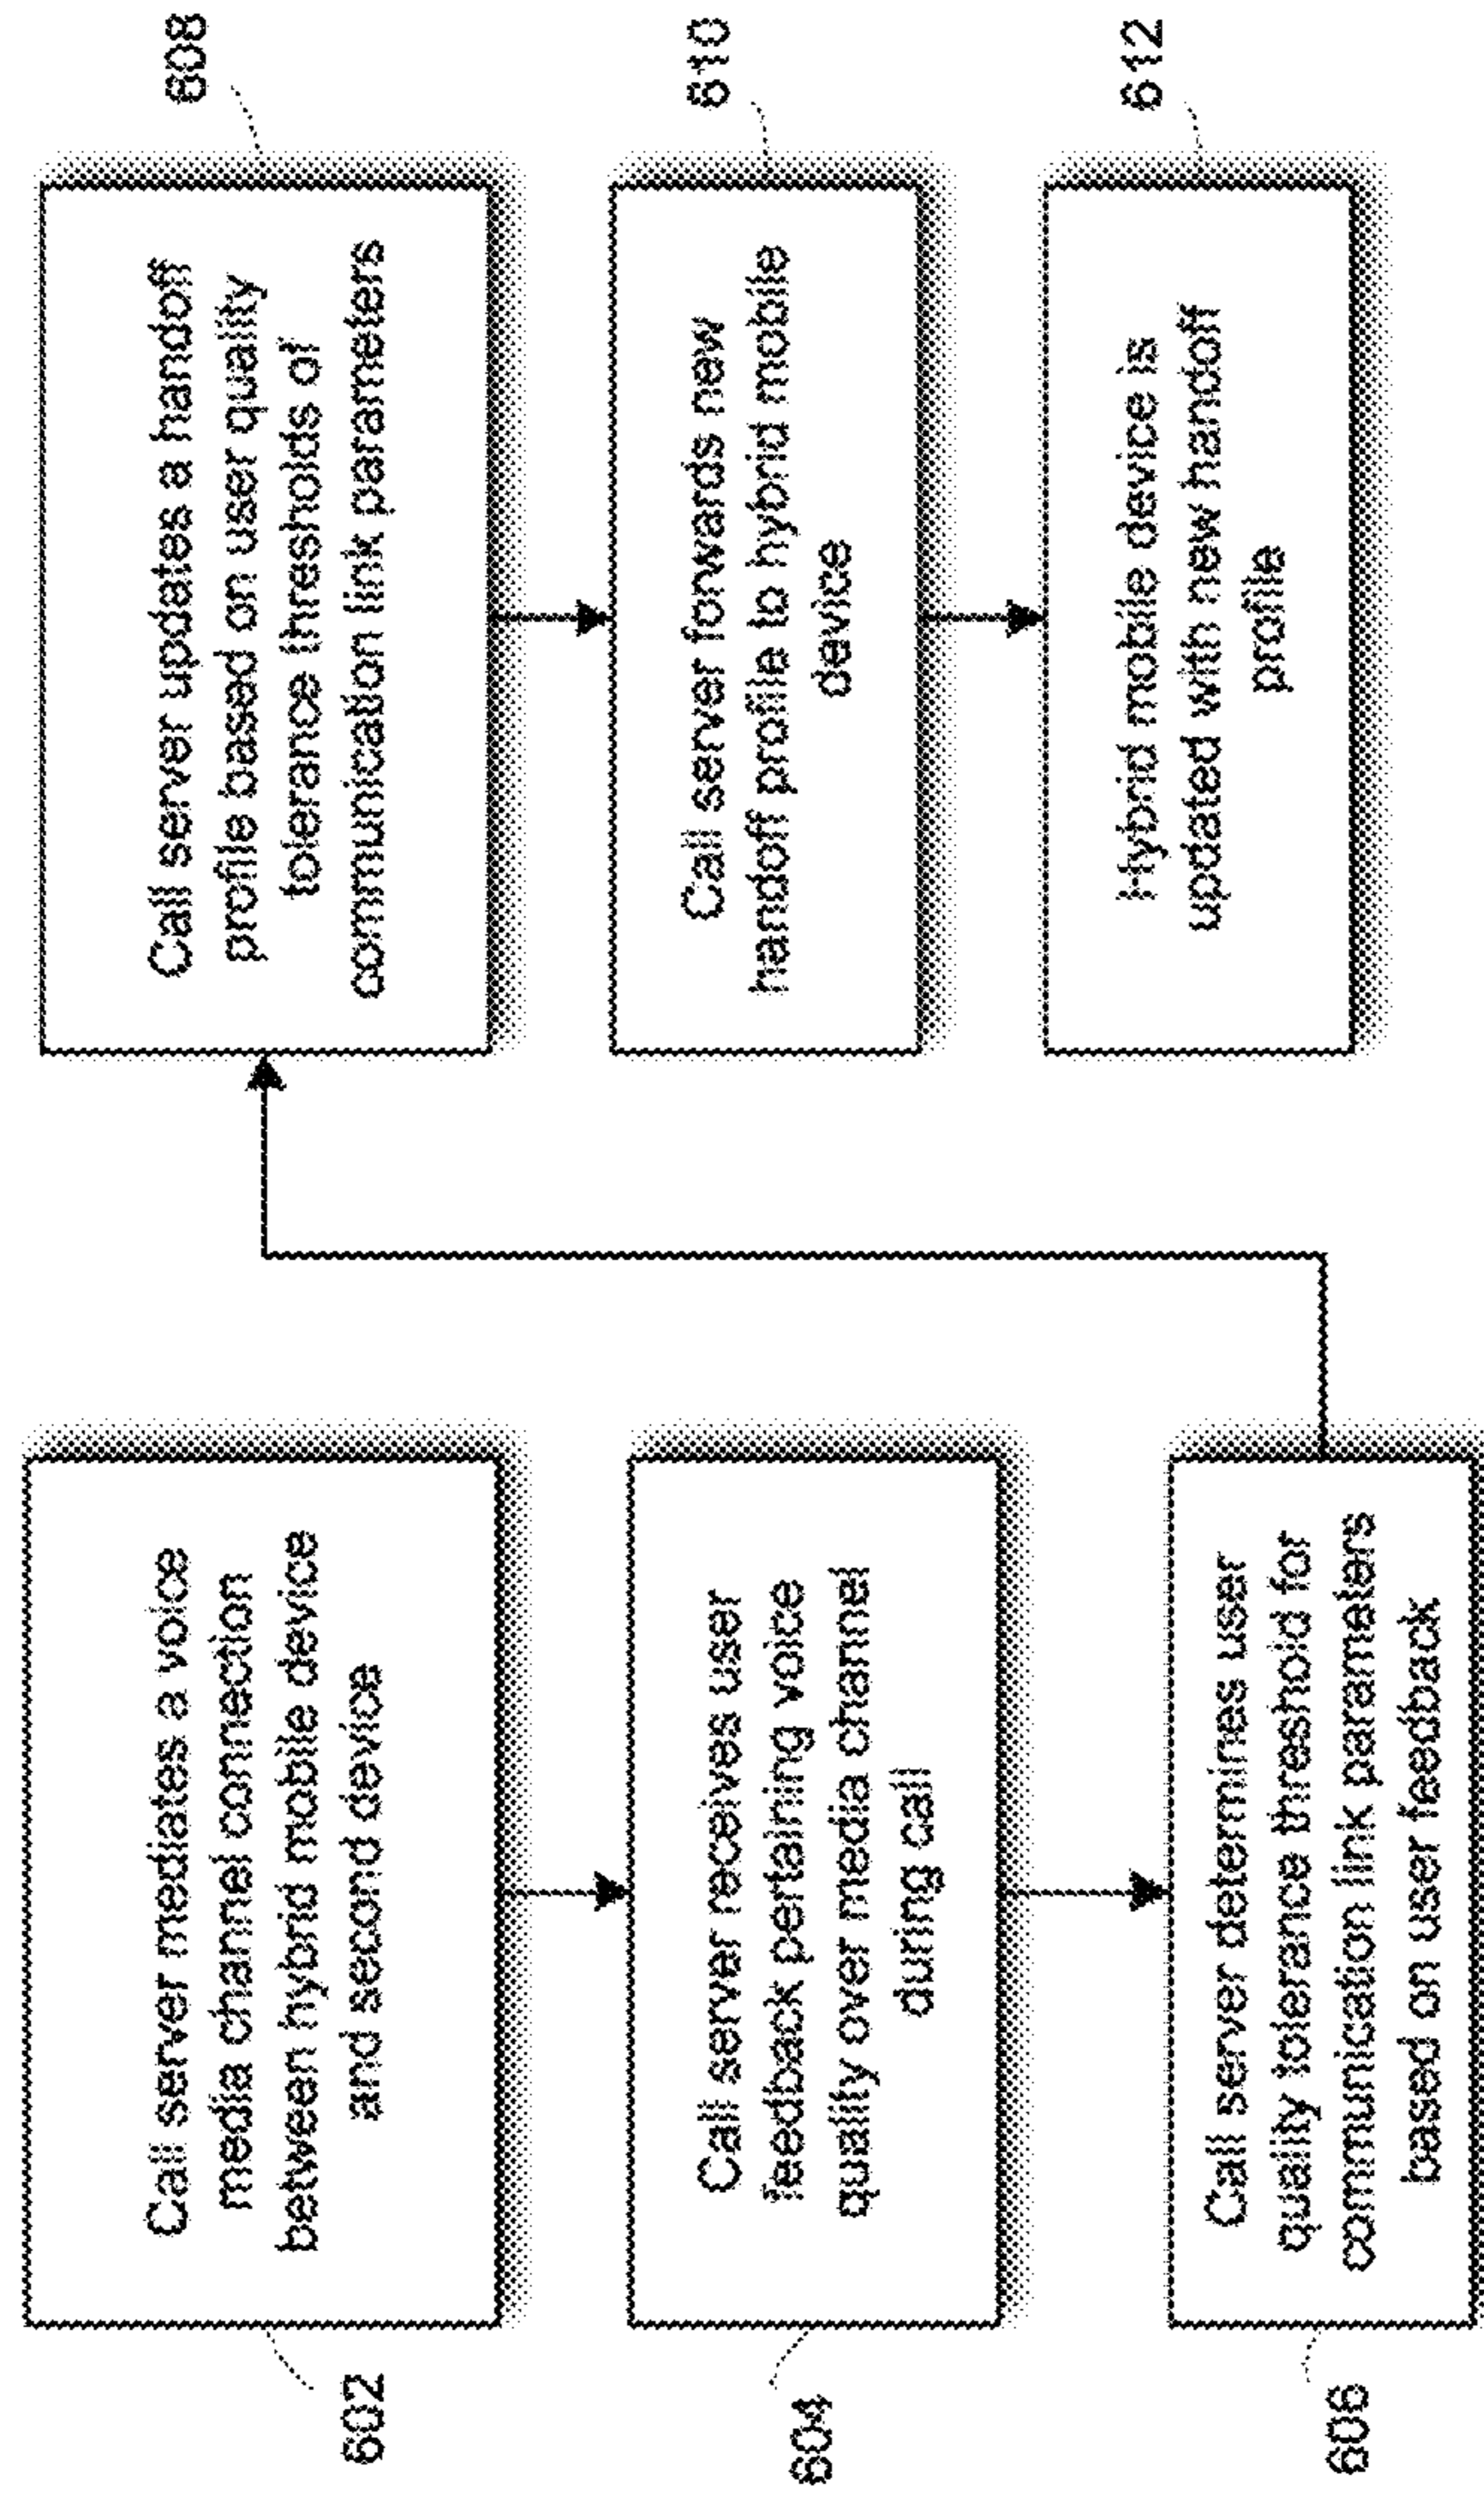 602
Call server mediates a voice
media channel connection
between hybrid mobile device
and second device
604
Call server receives user
feedback pertaining voice
quality over media channel
during call
606
Call server determines user
quality tolerance threshold for
communication link parameters
based on user feedback
608
Call server updates a handoff
profile based on user quality
tolerance thresholds of
communication link parameters
610
Call server forwards new
handoff profile to hybrid mobile
device
612
Hybrid mobile device is
updated with new handoff
profile